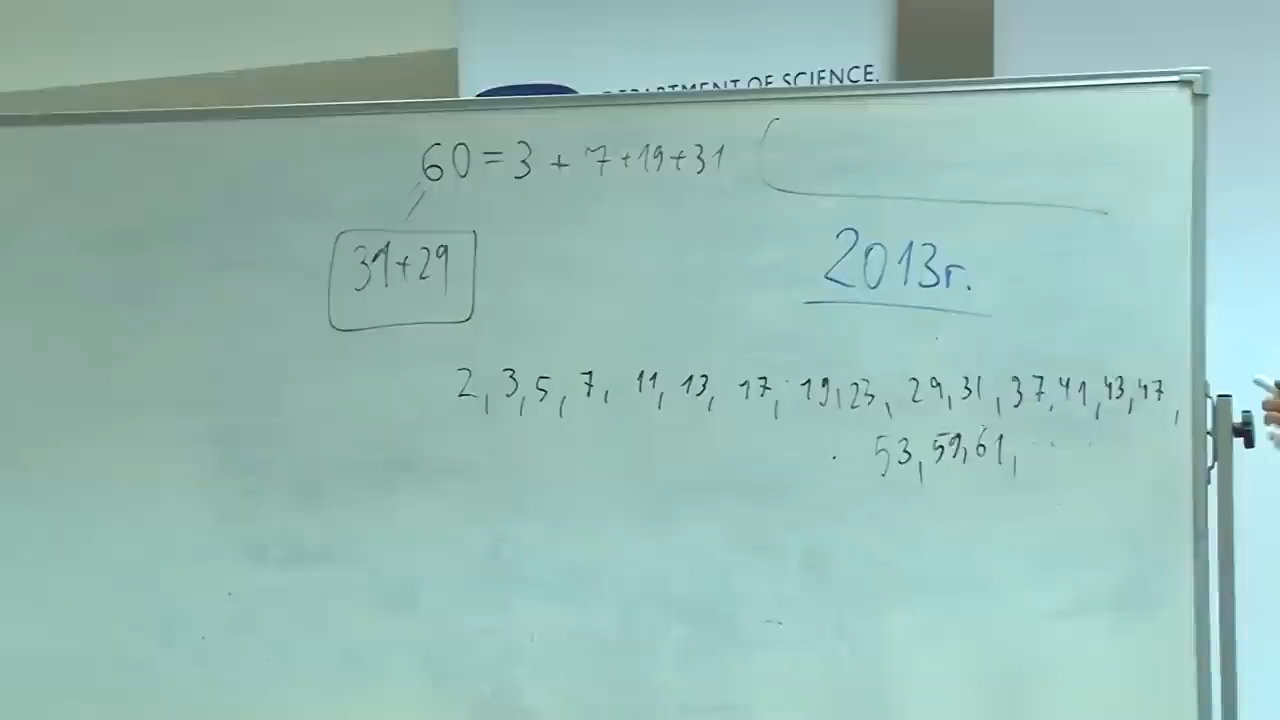 DEPARTMENT OF SCIENCE.
60 = 3 + 7 + 19 + 31
31 + 29
2013г.
2, 3, 5, 7, 11, 13, 17, 19, 23, 29, 31, 37, 41, 43, 47,
53, 59, 61,